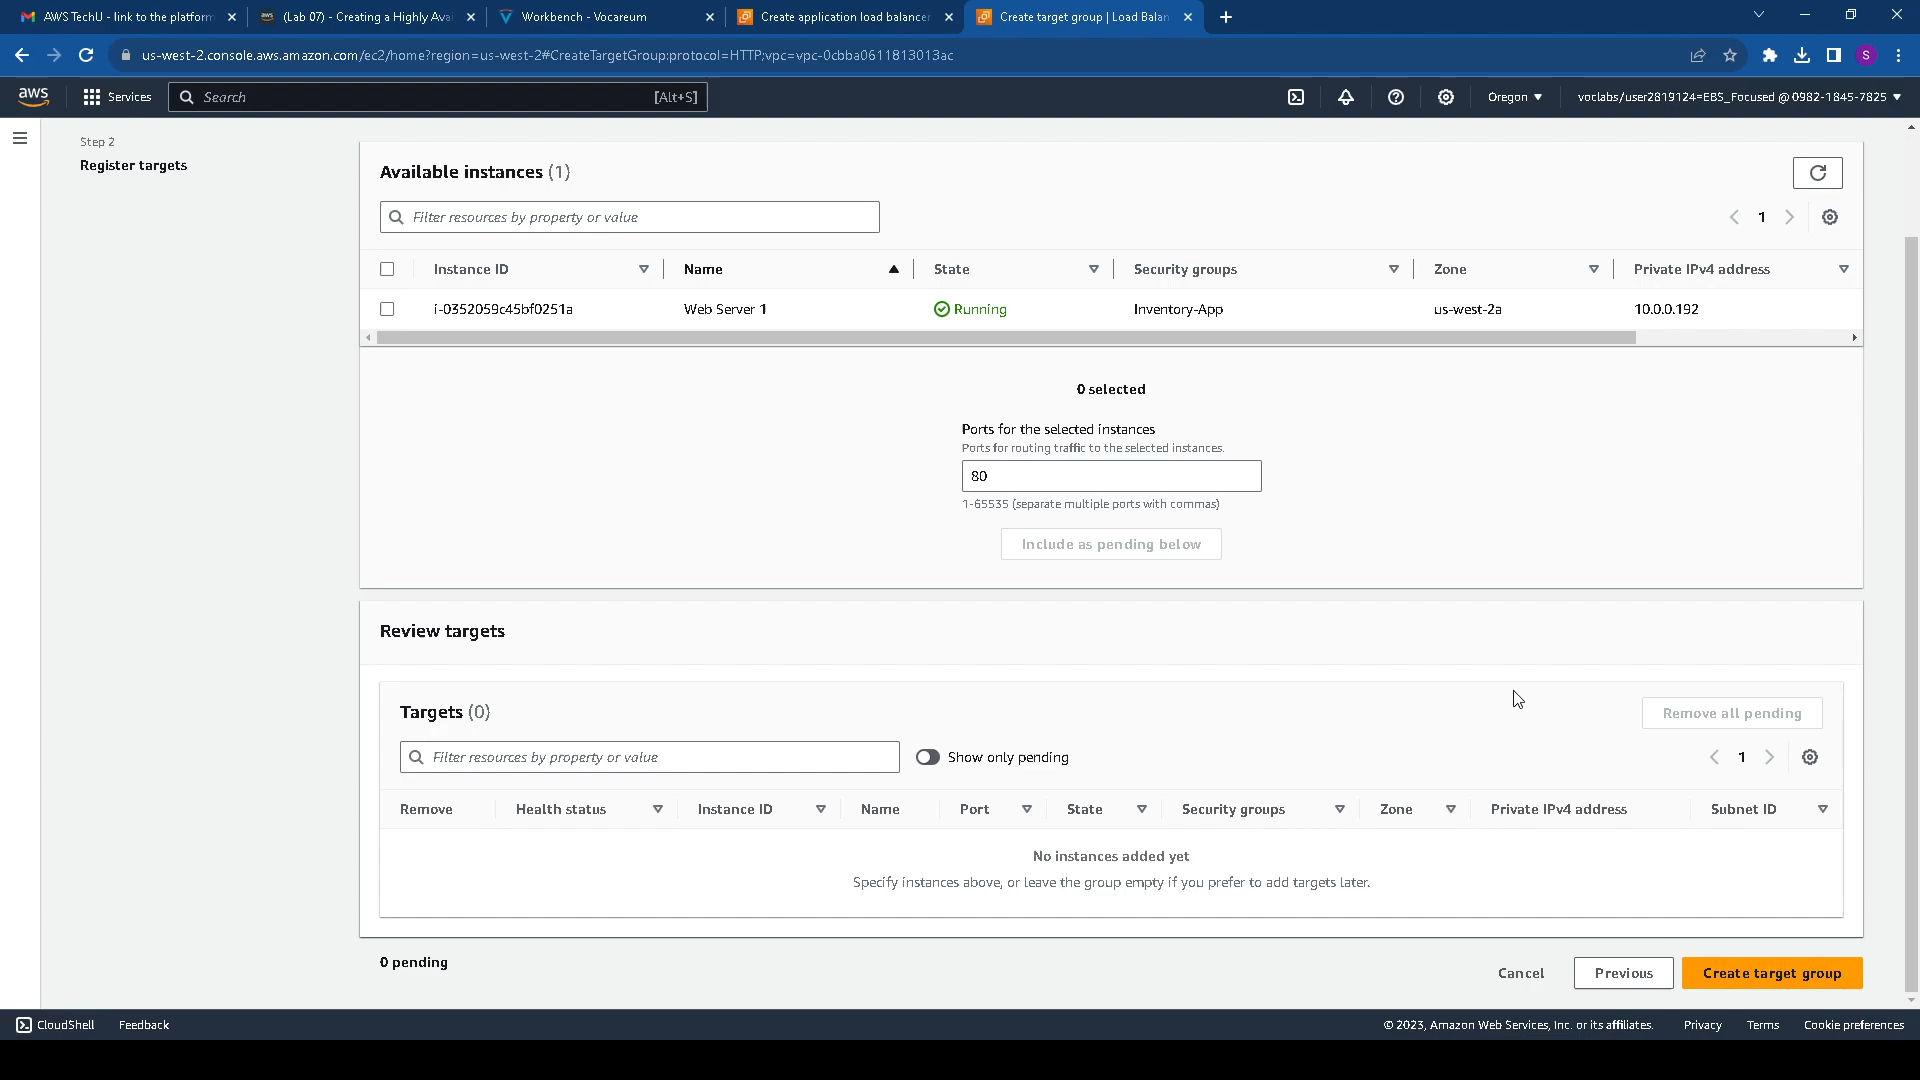 AWS TechU - link to the platform
(Lab 07) - Creating a Highly Ava
Workbench - Vocareum
Create application load balancer
Create target group | Load Balan
us-west-2.console.aws.amazon.com/ec2/home?region=us-west-2#CreateTargetGroup:protocol=HTTP;vpc=vpc-0cbba0611813013ac
S
aws
Services
Search
[Alt+S]
Oregon
voclabs/user2819124=EBS_Focused @ 0982-1845-7825
Step 2
Register targets
Available instances (1)
Filter resources by property or value
1
Instance ID
Name
State
Security groups
Zone
Private IPv4 address
i-0352059c45bf0251a
Web Server 1
Running
Inventory-App
us-west-2a
10.0.0.192
0 selected
Ports for the selected instances
Ports for routing traffic to the selected instances.
80
1-65535 (separate multiple ports with commas)
Include as pending below
Review targets
Targets (0)
Remove all pending
Filter resources by property or value
Show only pending
1
Remove
Health status
Instance ID
Name
Port
State
Security groups
Zone
Private IPv4 address
Subnet ID
No instances added yet
Specify instances above, or leave the group empty if you prefer to add targets later.
0 pending
Cancel
Previous
Create target group
CloudShell
Feedback
© 2023, Amazon Web Services, Inc. or its affiliates.
Privacy
Terms
Cookie preferences